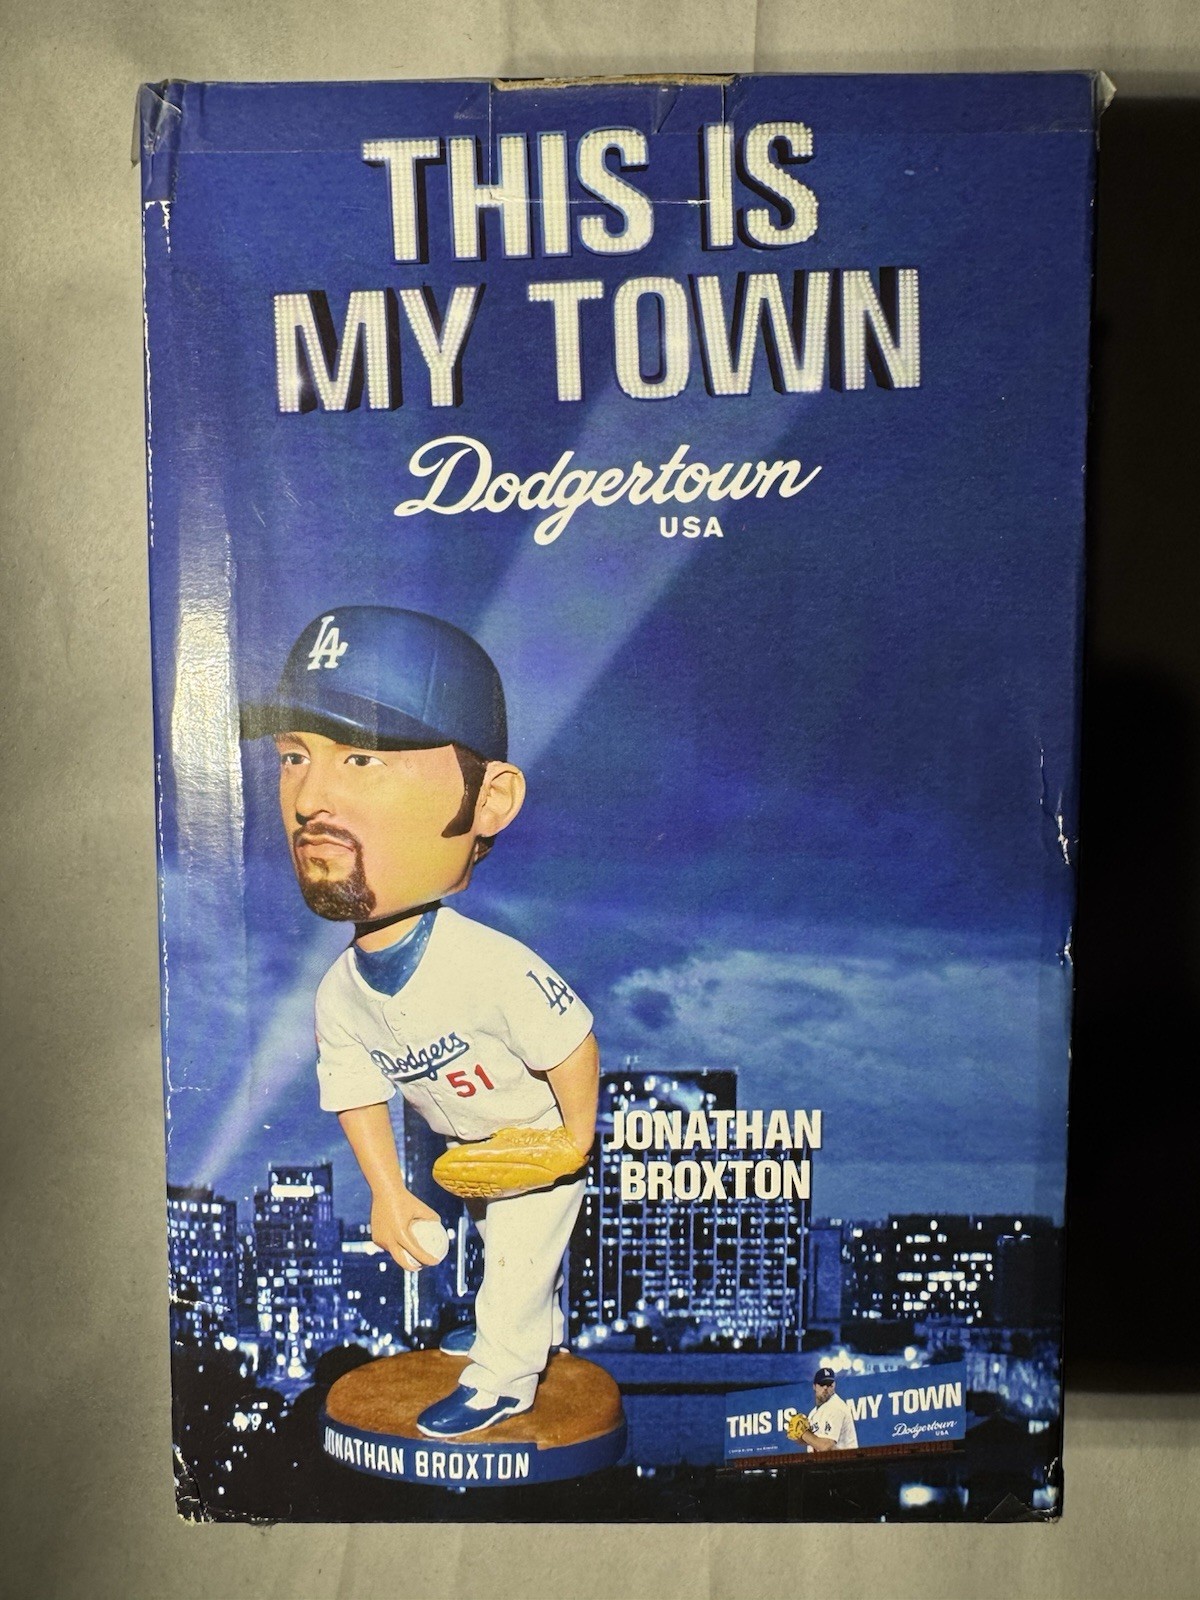 THIS IS
MY TOWN
Dodgertown
USA
LA
LA
Dodgers
51
JONATHAN
BROXTON
JONATHAN BROXTON
THIS IS MY TOWN
Dodgertown
USA